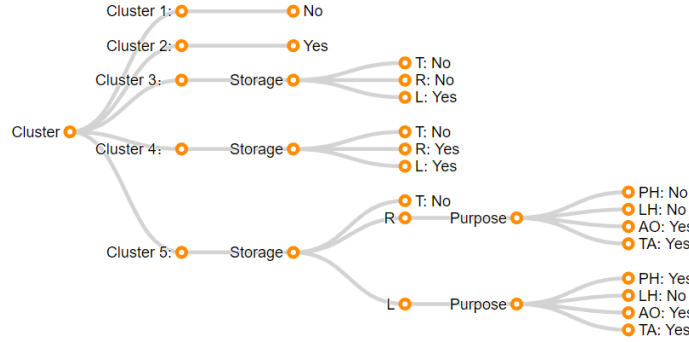 Cluster 1:
No
Cluster 2:
Yes
Cluster 3:
Storage
T: No
R: No
L: Yes
Cluster
Cluster 4:
Storage
T: No
R: Yes
L: Yes
Cluster 5:
Storage
T: No
R
Purpose
PH: No
LH: No
AO: Yes
TA: Yes
L
Purpose
PH: Yes
LH: No
AO: Yes
TA: Yes